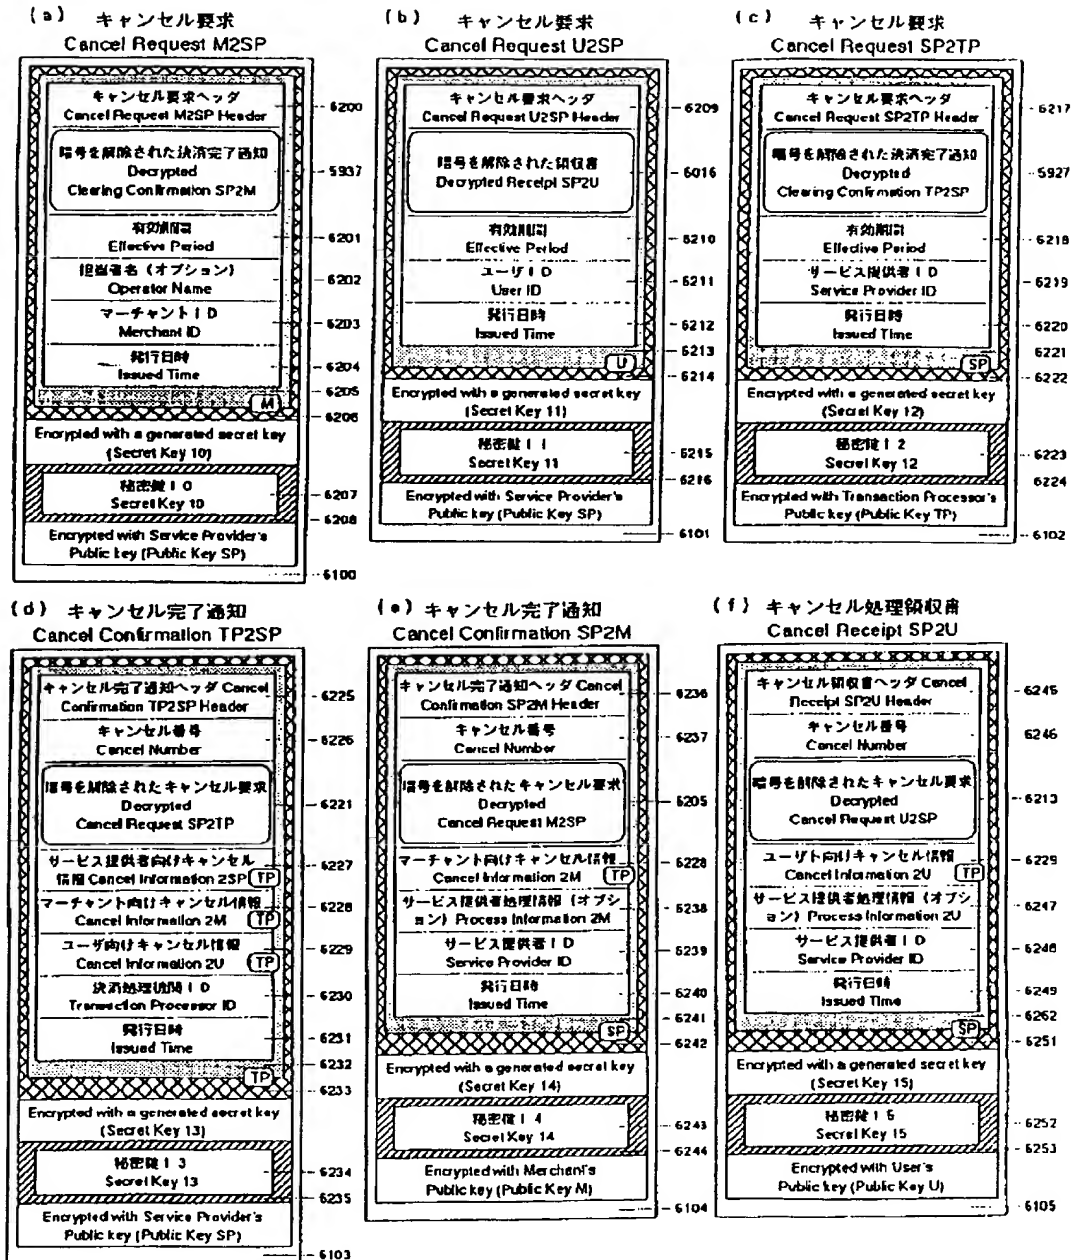 (a) キャンセル要求
Cancel Request M2SP
キャンセル要求ヘッダ
Cancel Request M2SP Header
6200
暗号を解除された決済完了通知
Decrypted
Clearing Confirmation SP2M
5937
有効期間
Effective Period
6201
担当者名 (オプション)
Operator Name
6202
マーチャントID
Merchant ID
6203
発行日時
Issued Time
6204
6205
M
6206
Encrypted with a generated secret key
(Secret Key 10)
秘密鍵10
Secret Key 10
6207
6208
Encrypted with Service Provider's
Public key (Public Key SP)
6100
(b) キャンセル要求
Cancel Request U2SP
キャンセル要求ヘッダ
Cancel Request U2SP Header
6209
暗号を解除された領収書
Decrypted Receipt SP2U
6016
有効期間
Effective Period
6210
ユーザID
User ID
6211
発行日時
Issued Time
6212
6213
U
6214
Encrypted with a generated secret key
(Secret Key 11)
秘密鍵11
Secret Key 11
6215
6216
Encrypted with Service Provider's
Public key (Public Key SP)
6101
(c) キャンセル要求
Cancel Request SP2TP
キャンセル要求ヘッダ
Cancel Request SP2TP Header
6217
暗号を解除された決済完了通知
Decrypted
Clearing Confirmation TP2SP
5927
有効期間
Effective Period
6218
サービス提供者ID
Service Provider ID
6219
発行日時
Issued Time
6220
6221
SP
6222
Encrypted with a generated secret key
(Secret Key 12)
秘密鍵12
Secret Key 12
6223
6224
Encrypted with Transaction Processor's
Public key (Public Key TP)
6102
(d) キャンセル完了通知
Cancel Confirmation TP2SP
キャンセル完了通知ヘッダ Cancel
Confirmation TP2SP Header
6225
キャンセル番号
Cancel Number
6226
暗号を解除されたキャンセル要求
Decrypted
Cancel Request SP2TP
6221
サービス提供者向けキャンセル
情報 Cancel Information 2SP TP
6227
マーチャント向けキャンセル情報
Cancel Information 2M TP
6228
ユーザ向けキャンセル情報
Cancel Information 2U TP
6229
決済処理機関ID
Transaction Processor ID
6230
発行日時
Issued Time
6231
6232
TP
6233
Encrypted with a generated secret key
(Secret Key 13)
秘密鍵13
Secret Key 13
6234
6235
Encrypted with Service Provider's
Public key (Public Key SP)
6103
(e) キャンセル完了通知
Cancel Confirmation SP2M
キャンセル完了通知ヘッダ Cancel
Confirmation SP2M Header
6236
キャンセル番号
Cancel Number
6237
暗号を解除されたキャンセル要求
Decrypted
Cancel Request M2SP
6205
マーチャント向けキャンセル情報
Cancel Information 2M TP
6228
サービス提供者処理情報 (オプシ
ョン) Process Information 2M
6238
サービス提供者ID
Service Provider ID
6239
発行日時
Issued Time
6240
6241
SP
6242
Encrypted with a generated secret key
(Secret Key 14)
秘密鍵14
Secret Key 14
6243
6244
Encrypted with Merchant's
Public key (Public Key M)
6104
(f) キャンセル処理領収書
Cancel Receipt SP2U
キャンセル領収書ヘッダ Cancel
Receipt SP2U Header
6245
キャンセル番号
Cancel Number
6246
暗号を解除されたキャンセル要求
Decrypted
Cancel Request U2SP
6213
ユーザト向けキャンセル情報
Cancel Information 2U TP
6229
サービス提供者処理情報 (オプシ
ョン) Process Information 2U
6247
サービス提供者ID
Service Provider ID
6248
発行日時
Issued Time
6249
6262
SP
6251
Encrypted with a generated secret key
(Secret Key 15)
秘密鍵15
Secret Key 15
6252
6253
Encrypted with User's
Public key (Public Key U)
6105